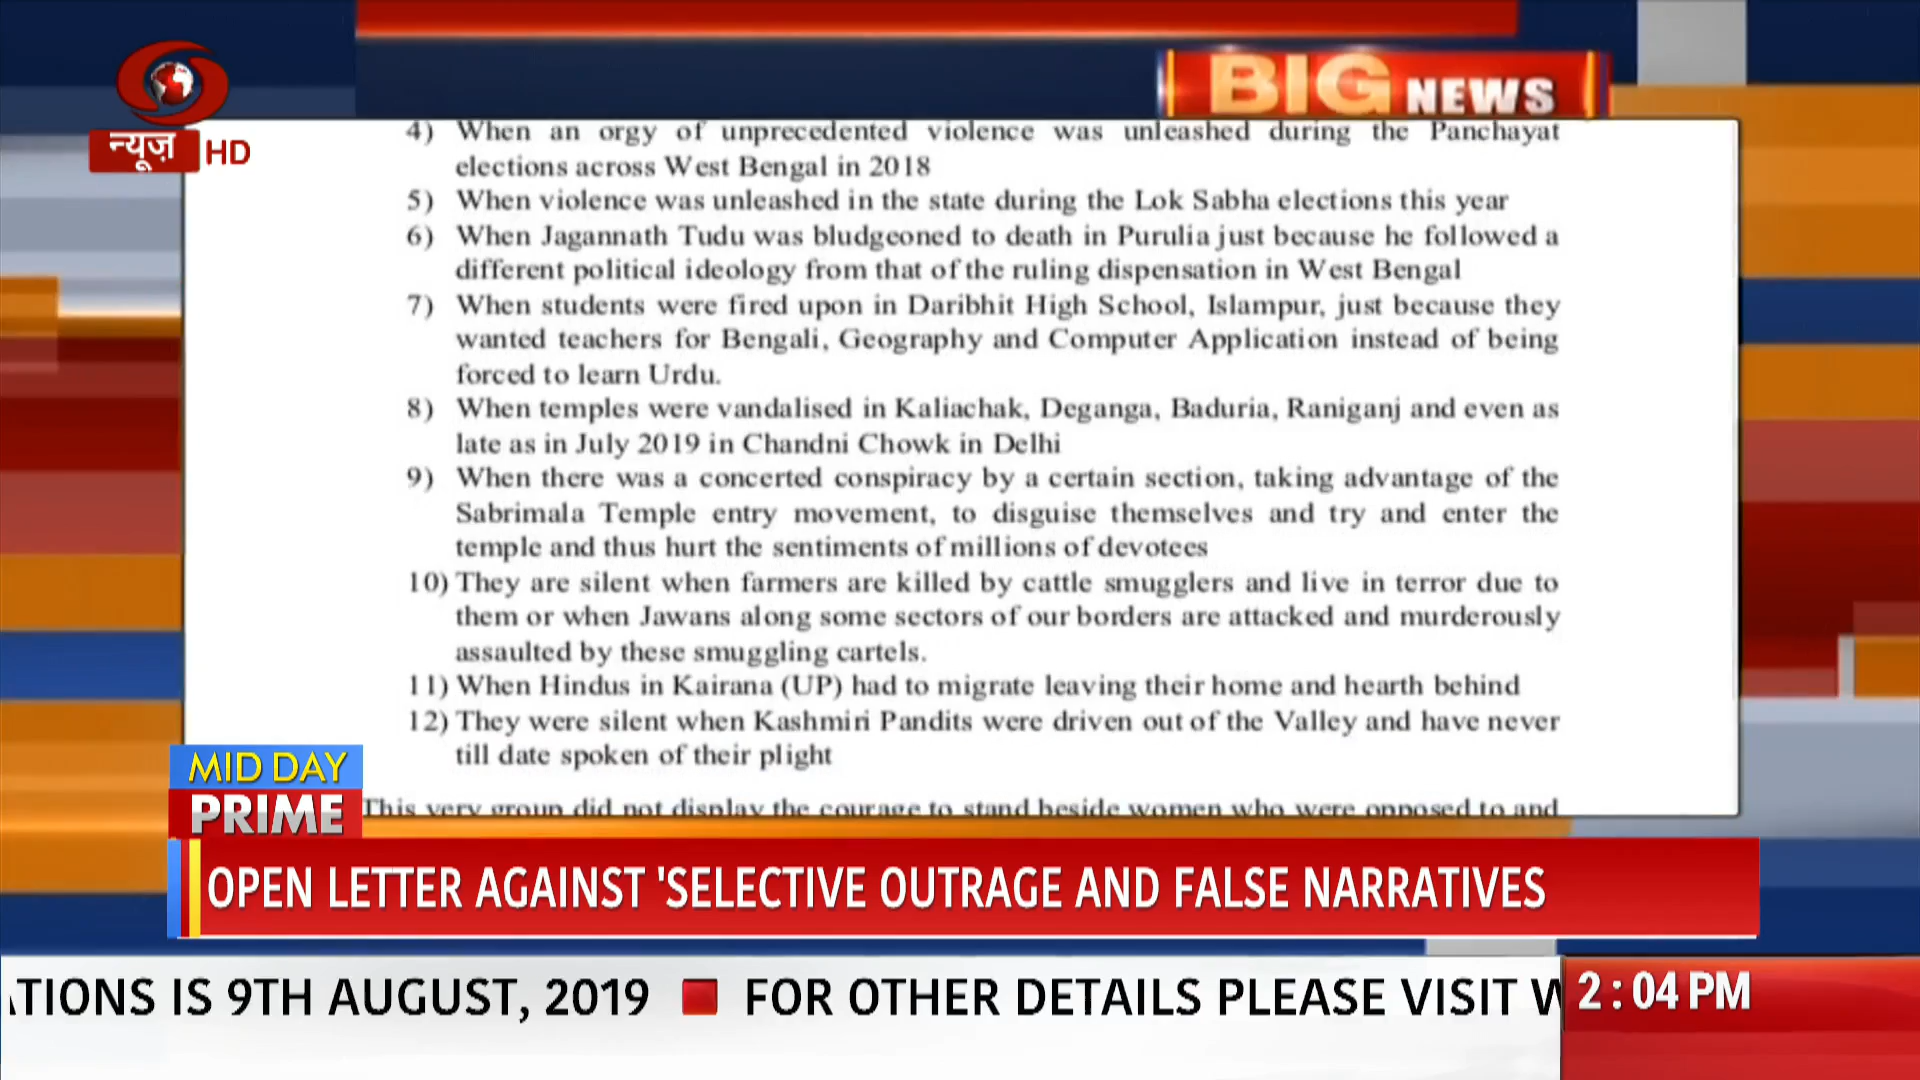 BIG NEWS
न्यूज़ HD
4) When an orgy of unprecedented violence was unleashed during the Panchayat
elections across West Bengal in 2018
5) When violence was unleashed in the state during the Lok Sabha elections this year
6) When Jagannath Tudu was bludgeoned to death in Purulia just because he followed a
different political ideology from that of the ruling dispensation in West Bengal
7) When students were fired upon in Daribhit High School, Islampur, just because they
wanted teachers for Bengali, Geography and Computer Application instead of being
forced to learn Urdu.
8) When temples were vandalised in Kaliachak, Deganga, Baduria, Raniganj and even as
late as in July 2019 in Chandni Chowk in Delhi
9) When there was a concerted conspiracy by a certain section, taking advantage of the
Sabrimala Temple entry movement, to disguise themselves and try and enter the
temple and thus hurt the sentiments of millions of devotees
10) They are silent when farmers are killed by cattle smugglers and live in terror due to
them or when Jawans along some sectors of our borders are attacked and murderously
assaulted by these smuggling cartels.
11) When Hindus in Kairana (UP) had to migrate leaving their home and hearth behind
12) They were silent when Kashmiri Pandits were driven out of the Valley and have never
till date spoken of their plight
This very group did not display the courage to stand beside women who were opposed to and
MID DAY
PRIME
OPEN LETTER AGAINST 'SELECTIVE OUTRAGE AND FALSE NARRATIVES
TIONS IS 9TH AUGUST, 2019 FOR OTHER DETAILS PLEASE VISIT
2:04 PM